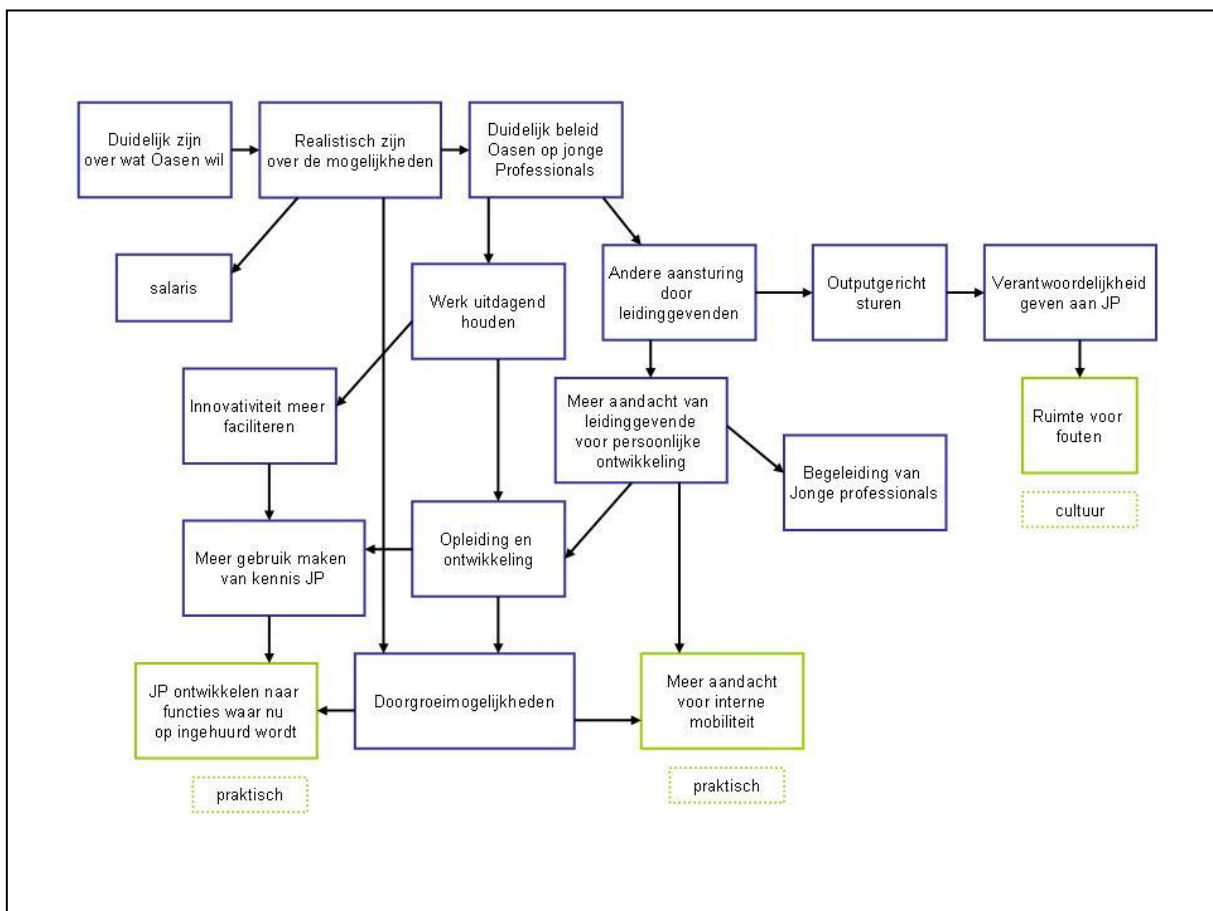 Duidelijk zijn
over wat Oasen wil
Realistisch zijn
over de mogelijkheden
Duidelijk beleid
Oasen op jonge
Professionals
salaris
Werk uitdagend
houden
Andere aansturing
door
leidinggevenden
Outputgericht
sturen
Verantwoordelijkheid
geven aan JP
Innovativiteit meer
faciliteren
Meer aandacht van
leidinggevende
voor persoonlijke
ontwikkeling
Ruimte voor
fouten
Begeleiding van
Jonge professionals
cultuur
Meer gebruik maken
van kennis JP
Opleiding en
ontwikkeling
JP ontwikkelen naar
functies waar nu
op ingehuurd wordt
Doorgroeimogelijkheden
Meer aandacht
voor interne
mobiliteit
praktisch
praktisch